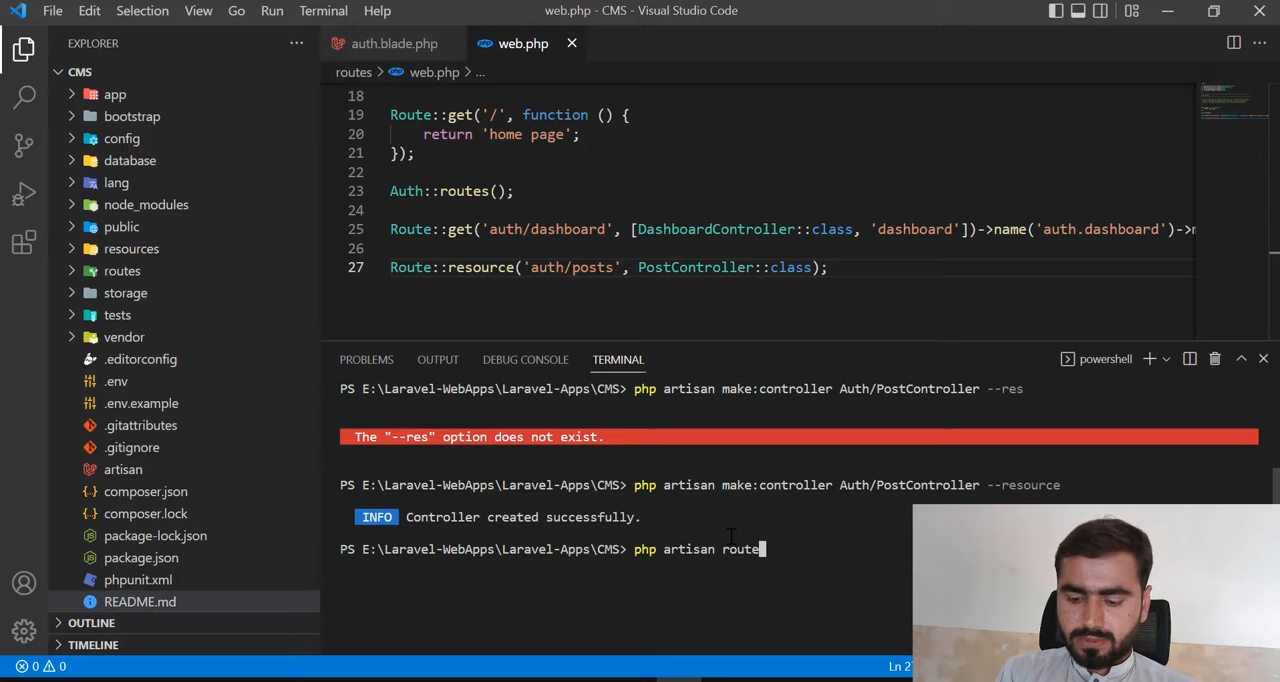 File Edit Selection View Go Run Terminal Help web.php - CMS - Visual Studio Code
EXPLORER
auth.blade.php web.php
CMS
routes > web.php > ...
app
bootstrap
config
database
lang
node_modules
public
resources
routes
storage
tests
vendor
.editorconfig
.env
.env.example
.gitattributes
.gitignore
artisan
composer.json
composer.lock
package-lock.json
package.json
phpunit.xml
README.md
OUTLINE
TIMELINE
18
19 Route::get('/', function () {
20 return 'home page';
21 });
22
23 Auth::routes();
24
25 Route::get('auth/dashboard', [DashboardController::class, 'dashboard'])->name('auth.dashboard')->
26
27 Route::resource('auth/posts', PostController::class);
PROBLEMS OUTPUT DEBUG CONSOLE TERMINAL powershell
PS E:\Laravel-WebApps\Laravel-Apps\CMS> php artisan make:controller Auth/PostController --res
The "--res" option does not exist.
PS E:\Laravel-WebApps\Laravel-Apps\CMS> php artisan make:controller Auth/PostController --resource
INFO Controller created successfully.
PS E:\Laravel-WebApps\Laravel-Apps\CMS> php artisan route
0 0 Ln 2